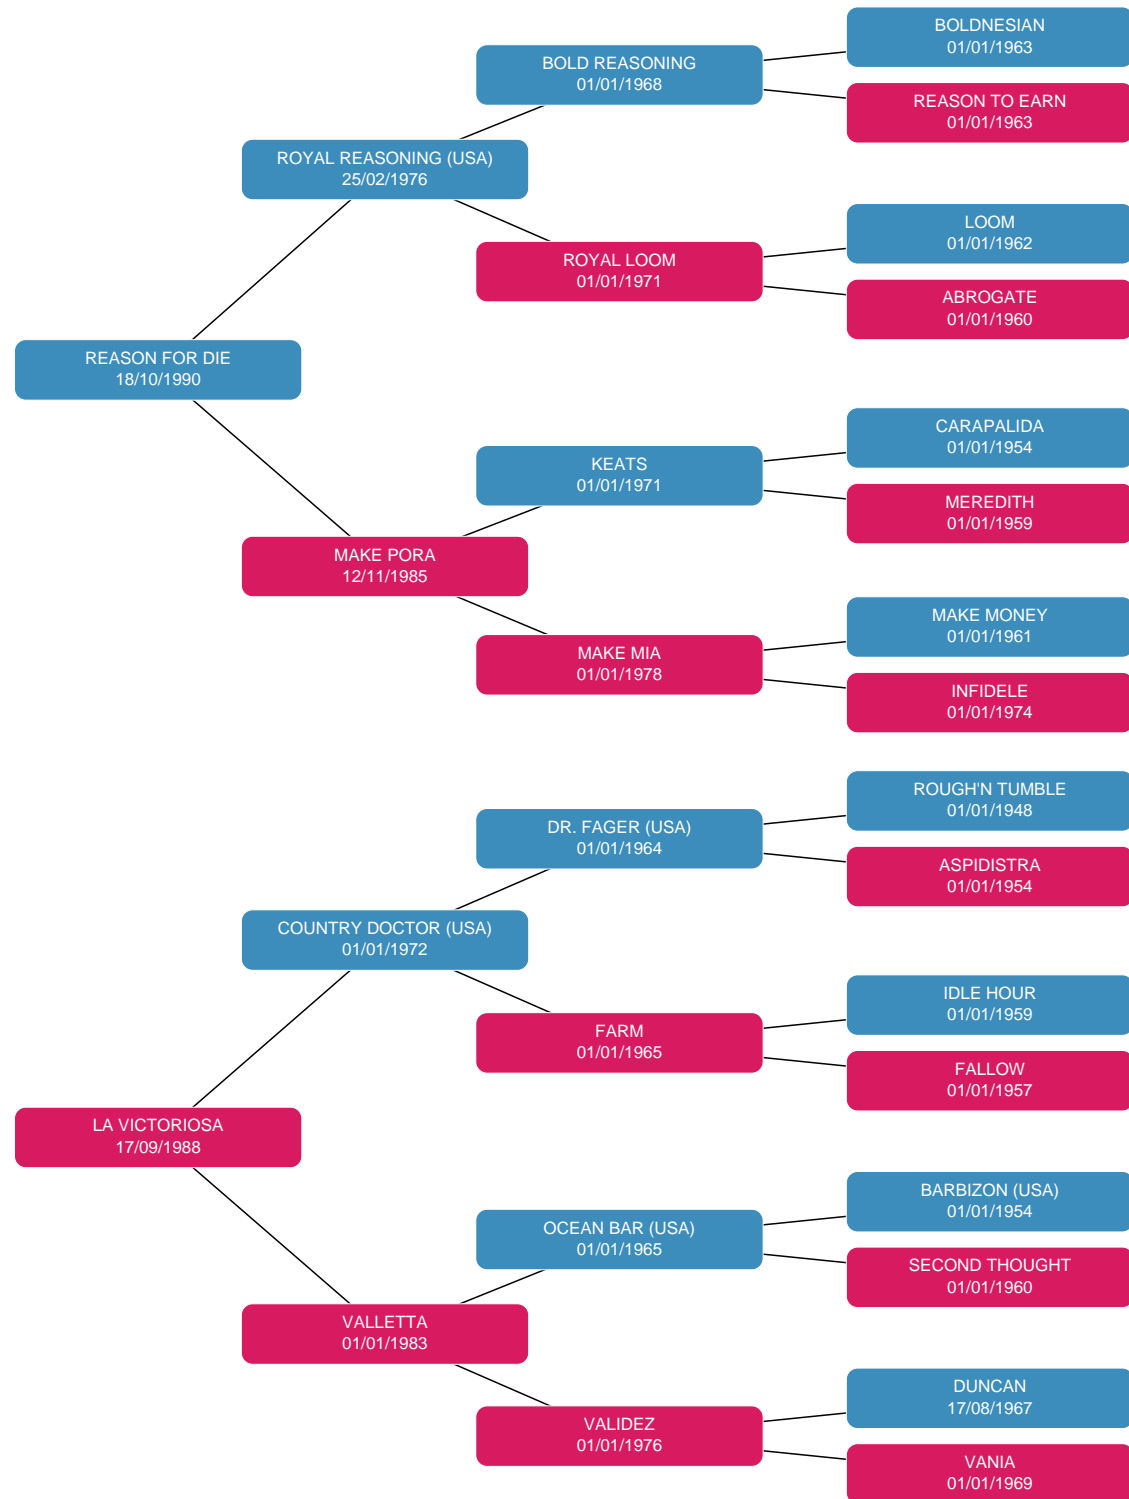 BOLDNESIAN
01/01/1963
BOLD REASONING
01/01/1968
REASON TO EARN
01/01/1963
ROYAL REASONING (USA)
25/02/1976
LOOM
01/01/1962
ROYAL LOOM
01/01/1971
ABROGATE
01/01/1960
REASON FOR DIE
18/10/1990
CARAPALIDA
01/01/1954
KEATS
01/01/1971
MEREDITH
01/01/1959
MAKE PORA
12/11/1985
MAKE MONEY
01/01/1961
MAKE MIA
01/01/1978
INFIDELE
01/01/1974
ROUGH'N TUMBLE
01/01/1948
DR. FAGER (USA)
01/01/1964
ASPIDISTRA
01/01/1954
COUNTRY DOCTOR (USA)
01/01/1972
IDLE HOUR
01/01/1959
FARM
01/01/1965
FALLOW
01/01/1957
LA VICTORIOSA
17/09/1988
BARBIZON (USA)
01/01/1954
OCEAN BAR (USA)
01/01/1965
SECOND THOUGHT
01/01/1960
VALLETTA
01/01/1983
DUNCAN
17/08/1967
VALIDEZ
01/01/1976
VANIA
01/01/1969